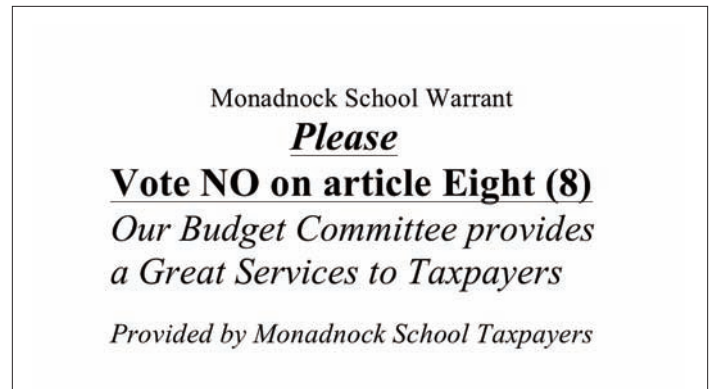 Monadnock School Warrant
Please
Vote NO on article Eight (8)
Our Budget Committee provides
a Great Services to Taxpayers
Provided by Monadnock School Taxpayers